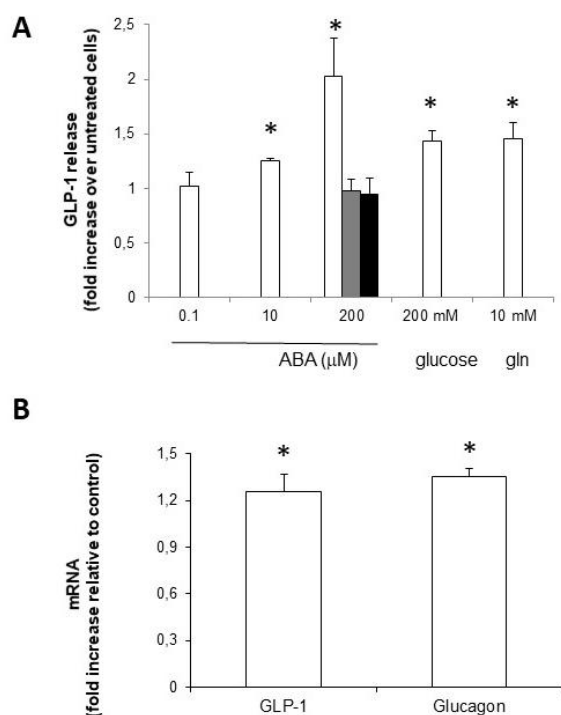 A
GLP-1 release
(fold increase over untreated cells)
2,5
2
1,5
1
0,5
0
*
*
*
*
0.1 10 200 200 mM 10 mM
ABA (μM) glucose gln
B
mRNA
(fold increase relative to control)
1,5
1,2
0,9
0,6
0,3
0
*
*
GLP-1 Glucagon